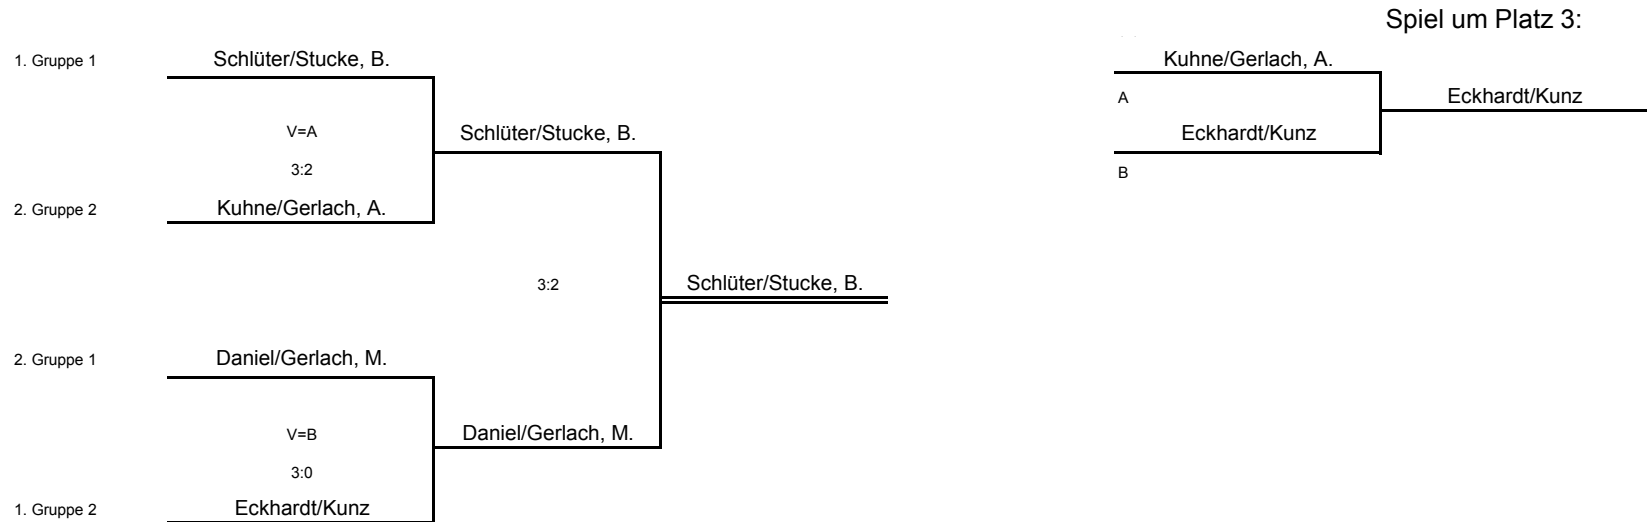 Spiel um Platz 3:
1. Gruppe 1 Schlüter/Stucke, B. Kuhne/Gerlach, A.
A Eckhardt/Kunz
V=A Schlüter/Stucke, B. Eckhardt/Kunz
3:2 B
2. Gruppe 2 Kuhne/Gerlach, A.
3:2 Schlüter/Stucke, B.
2. Gruppe 1 Daniel/Gerlach, M.
V=B Daniel/Gerlach, M.
3:0
1. Gruppe 2 Eckhardt/Kunz